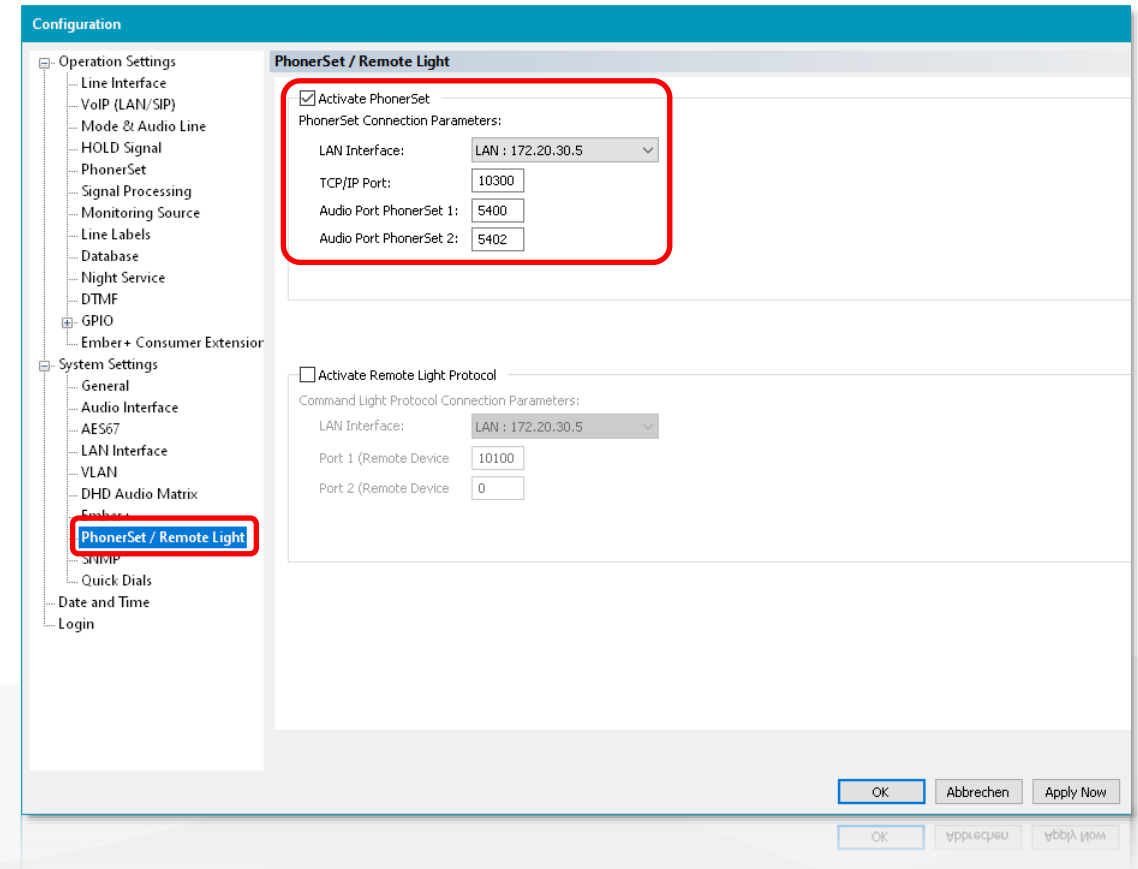 Configuration
Operation Settings
Line Interface
VoIP (LAN/SIP)
Mode & Audio Line
HOLD Signal
PhonerSet
Signal Processing
Monitoring Source
Line Labels
Database
Night Service
DTMF
GPIO
Ember+ Consumer Extension
System Settings
General
Audio Interface
AES67
LAN Interface
VLAN
DHD Audio Matrix
Ember+
PhonerSet / Remote Light
SNMP
Quick Dials
Date and Time
Login
PhonerSet / Remote Light
Activate PhonerSet
PhonerSet Connection Parameters:
LAN Interface: LAN : 172.20.30.5
TCP/IP Port: 10300
Audio Port PhonerSet 1: 5400
Audio Port PhonerSet 2: 5402
Activate Remote Light Protocol
Command Light Protocol Connection Parameters:
LAN Interface: LAN : 172.20.30.5
Port 1 (Remote Device 10100
Port 2 (Remote Device 0
OK Abbrechen Apply Now